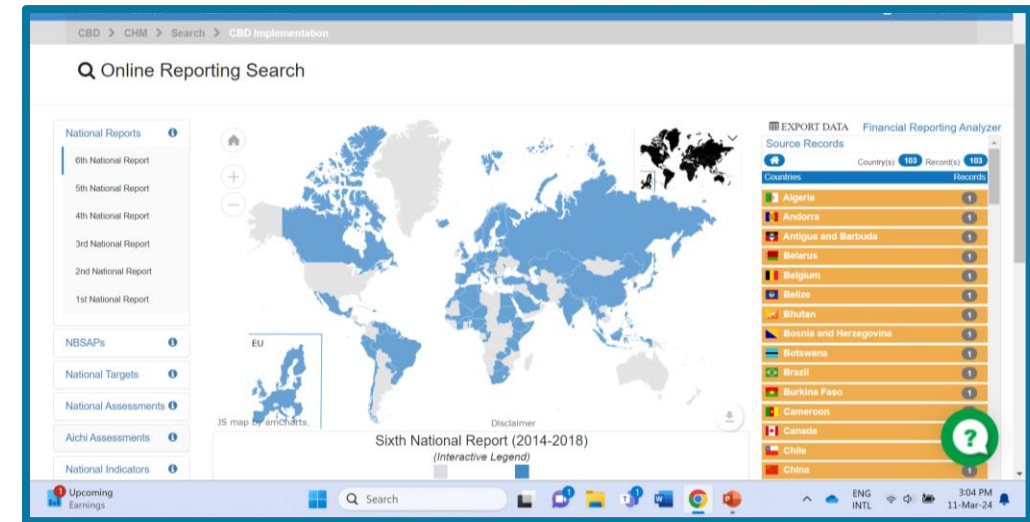 CBD > CHM > Search > CBD Implementation
Online Reporting Search
National Reports
6th National Report
5th National Report
4th National Report
3rd National Report
2nd National Report
1st National Report
NBSAPs
National Targets
National Assessments
Aichi Assessments
National Indicators
EU
JS map by amCharts.
Disclaimer
Sixth National Report (2014-2018)
(Interactive Legend)
EXPORT DATA Financial Reporting Analyzer
Source Records
Country(s) 103 Record(s) 103
Countries Records
Algeria 1
Andorra 1
Antigua and Barbuda 1
Belarus 1
Belgium 1
Belize 1
Bhutan 1
Bosnia and Herzegovina 1
Botswana 1
Brazil 1
Burkina Faso 1
Cameroon
Canada
Chile
China 1
?
1 Upcoming
Earnings
Search
ENG
INTL
3:04 PM
11-Mar-24